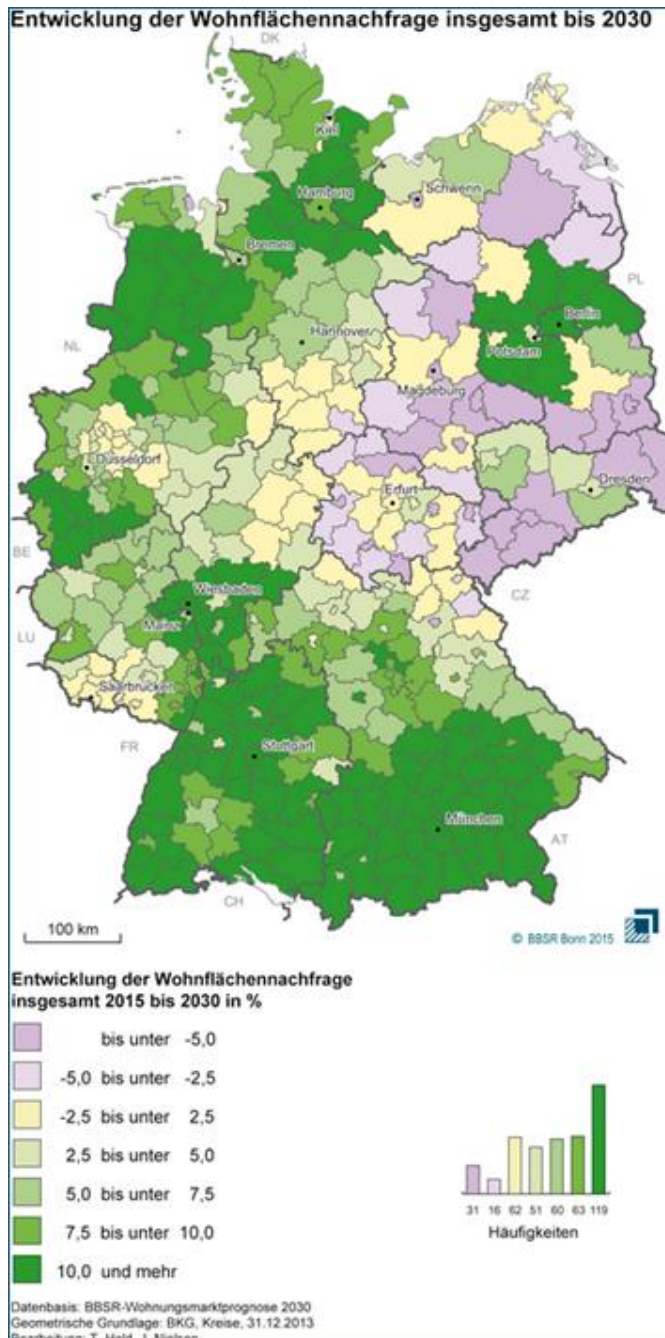 Entwicklung der Wohnflächennachfrage insgesamt bis 2030
DK
Kiel
Hamburg
Schwerin
Bremen
PL
Berlin
NL
Hannover
Potsdam
Magdeburg
Düsseldorf
Dresden
Erfurt
BE
Wiesbaden
CZ
LU
Mainz
Saarbrücken
FR
Stuttgart
München
AT
CH
100 km
© BBSR Bonn 2015
Entwicklung der Wohnflächennachfrage
insgesamt 2015 bis 2030 in %
bis unter -5,0
-5,0 bis unter -2,5
-2,5 bis unter 2,5
2,5 bis unter 5,0
5,0 bis unter 7,5
7,5 bis unter 10,0
10,0 und mehr
31 16 62 51 60 63 119
Häufigkeiten
Datenbasis: BBSR-Wohnungsmarktprognose 2030
Geometrische Grundlage: BKG, Kreise, 31.12.2013
Bearbeitung: T. Held, J. Nielsen